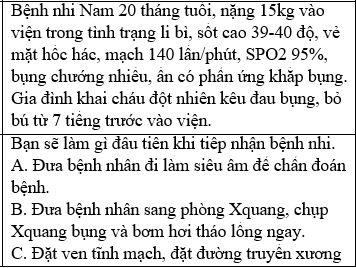 Bệnh nhi Nam 20 tháng tuổi, nặng 15kg vào
viện trong tình trạng li bì, sốt cao 39-40 độ, vẻ
mặt hốc hác, mạch 140 lần/phút, SPO2 95%,
bụng chướng nhiều, ấn có phản ứng khắp bụng.
Gia đình khai cháu đột nhiên kêu đau bụng, bỏ
bú từ 7 tiếng trước vào viện.
Bạn sẽ làm gì đầu tiên khi tiếp nhận bệnh nhi.
A. Đưa bệnh nhân đi làm siêu âm để chẩn đoán
bệnh.
B. Đưa bệnh nhân sang phòng Xquang, chụp
Xquang bụng và bơm hơi tháo lồng ngay.
C. Đặt ven tĩnh mạch, đặt đường truyền xương